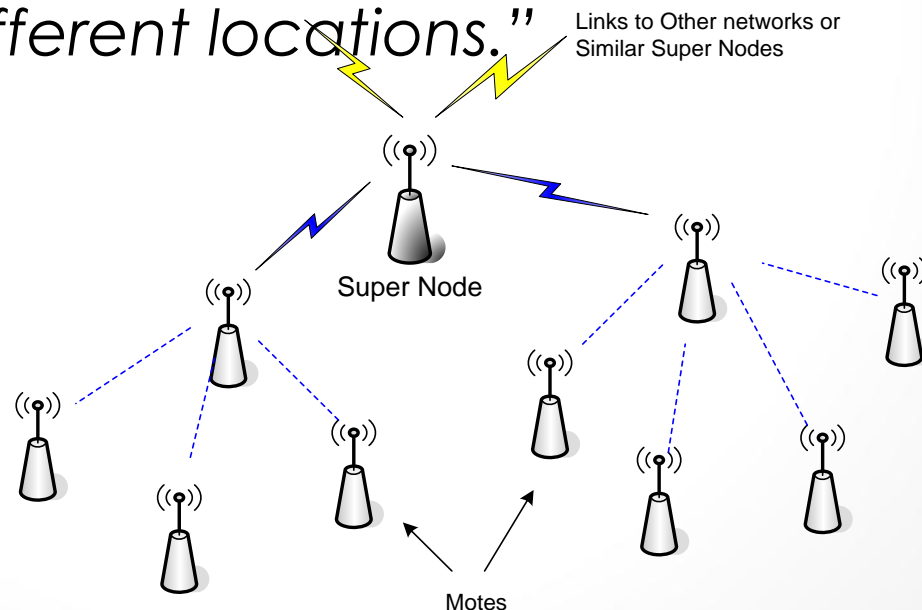 fferent locations.”
Links to Other networks or
Similar Super Nodes
Super Node
Motes